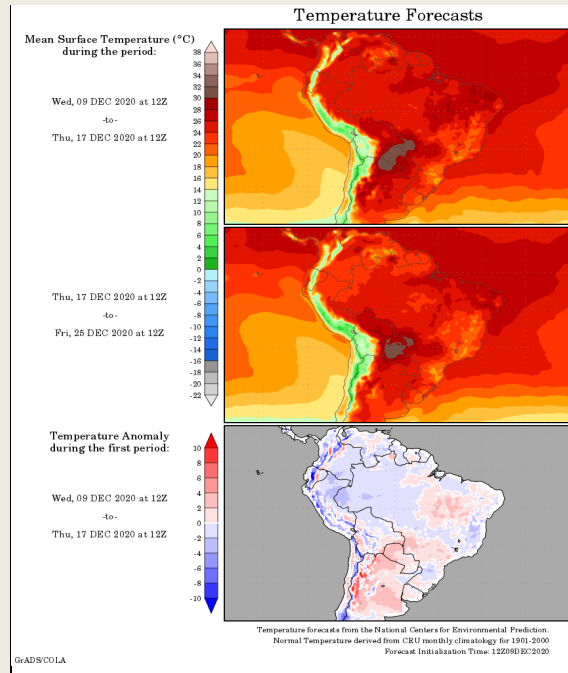 Temperature Forecasts
Mean Surface Temperature (°C)
during the period:
Wed, 09 DEC 2020 at 12Z
-to-
Thu, 17 DEC 2020 at 12Z
38
36
34
32
30
28
26
24
22
20
18
16
14
12
10
8
6
4
2
0
-2
-4
-6
-8
-10
-12
-14
-16
-18
-20
-22
Thu, 17 DEC 2020 at 12Z
-to-
Fri, 25 DEC 2020 at 12Z
Temperature Anomaly
during the first period:
Wed, 09 DEC 2020 at 12Z
-to-
Thu, 17 DEC 2020 at 12Z
10
8
6
4
2
0
-2
-4
-6
-8
-10
Temperature forecasts from the National Centers for Environmental Prediction.
Normal Temperature derived from CRU monthly climatology for 1901-2000
Forecast Initialization Time: 12Z09DEC2020
GrADS/COLA